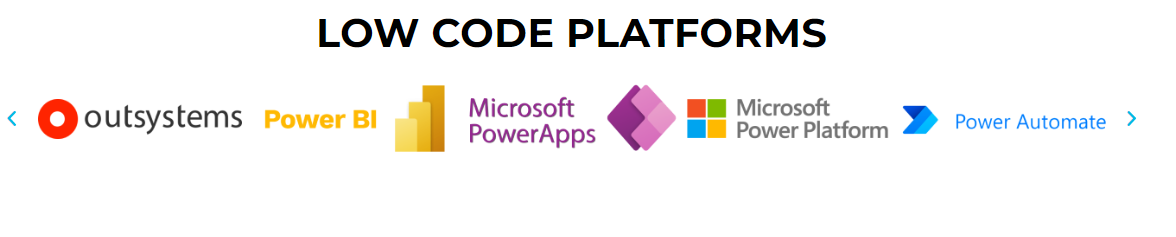 LOW CODE PLATFORMS
outsystems
Power BI
Microsoft
PowerApps
Microsoft
Power Platform
Power Automate